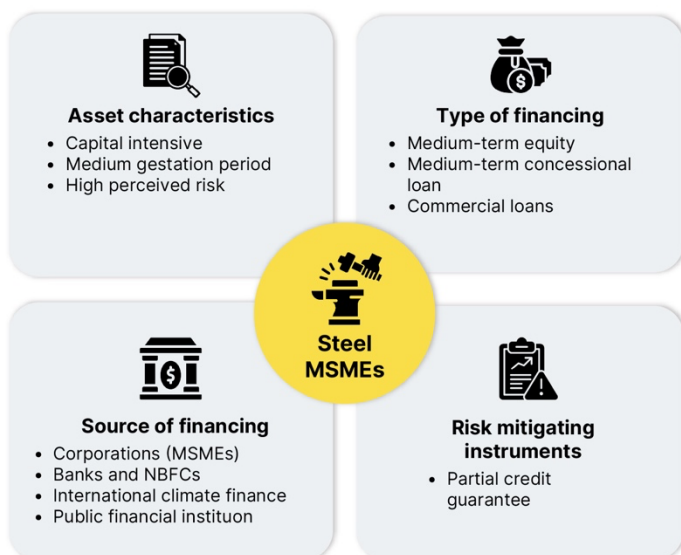 Asset characteristics
• Capital intensive
• Medium gestation period
• High perceived risk
Type of financing
• Medium-term equity
• Medium-term concessional
loan
• Commercial loans
Steel
MSMEs
Source of financing
• Corporations (MSMEs)
• Banks and NBFCs
• International climate finance
• Public financial instituon
Risk mitigating
instruments
• Partial credit
guarantee